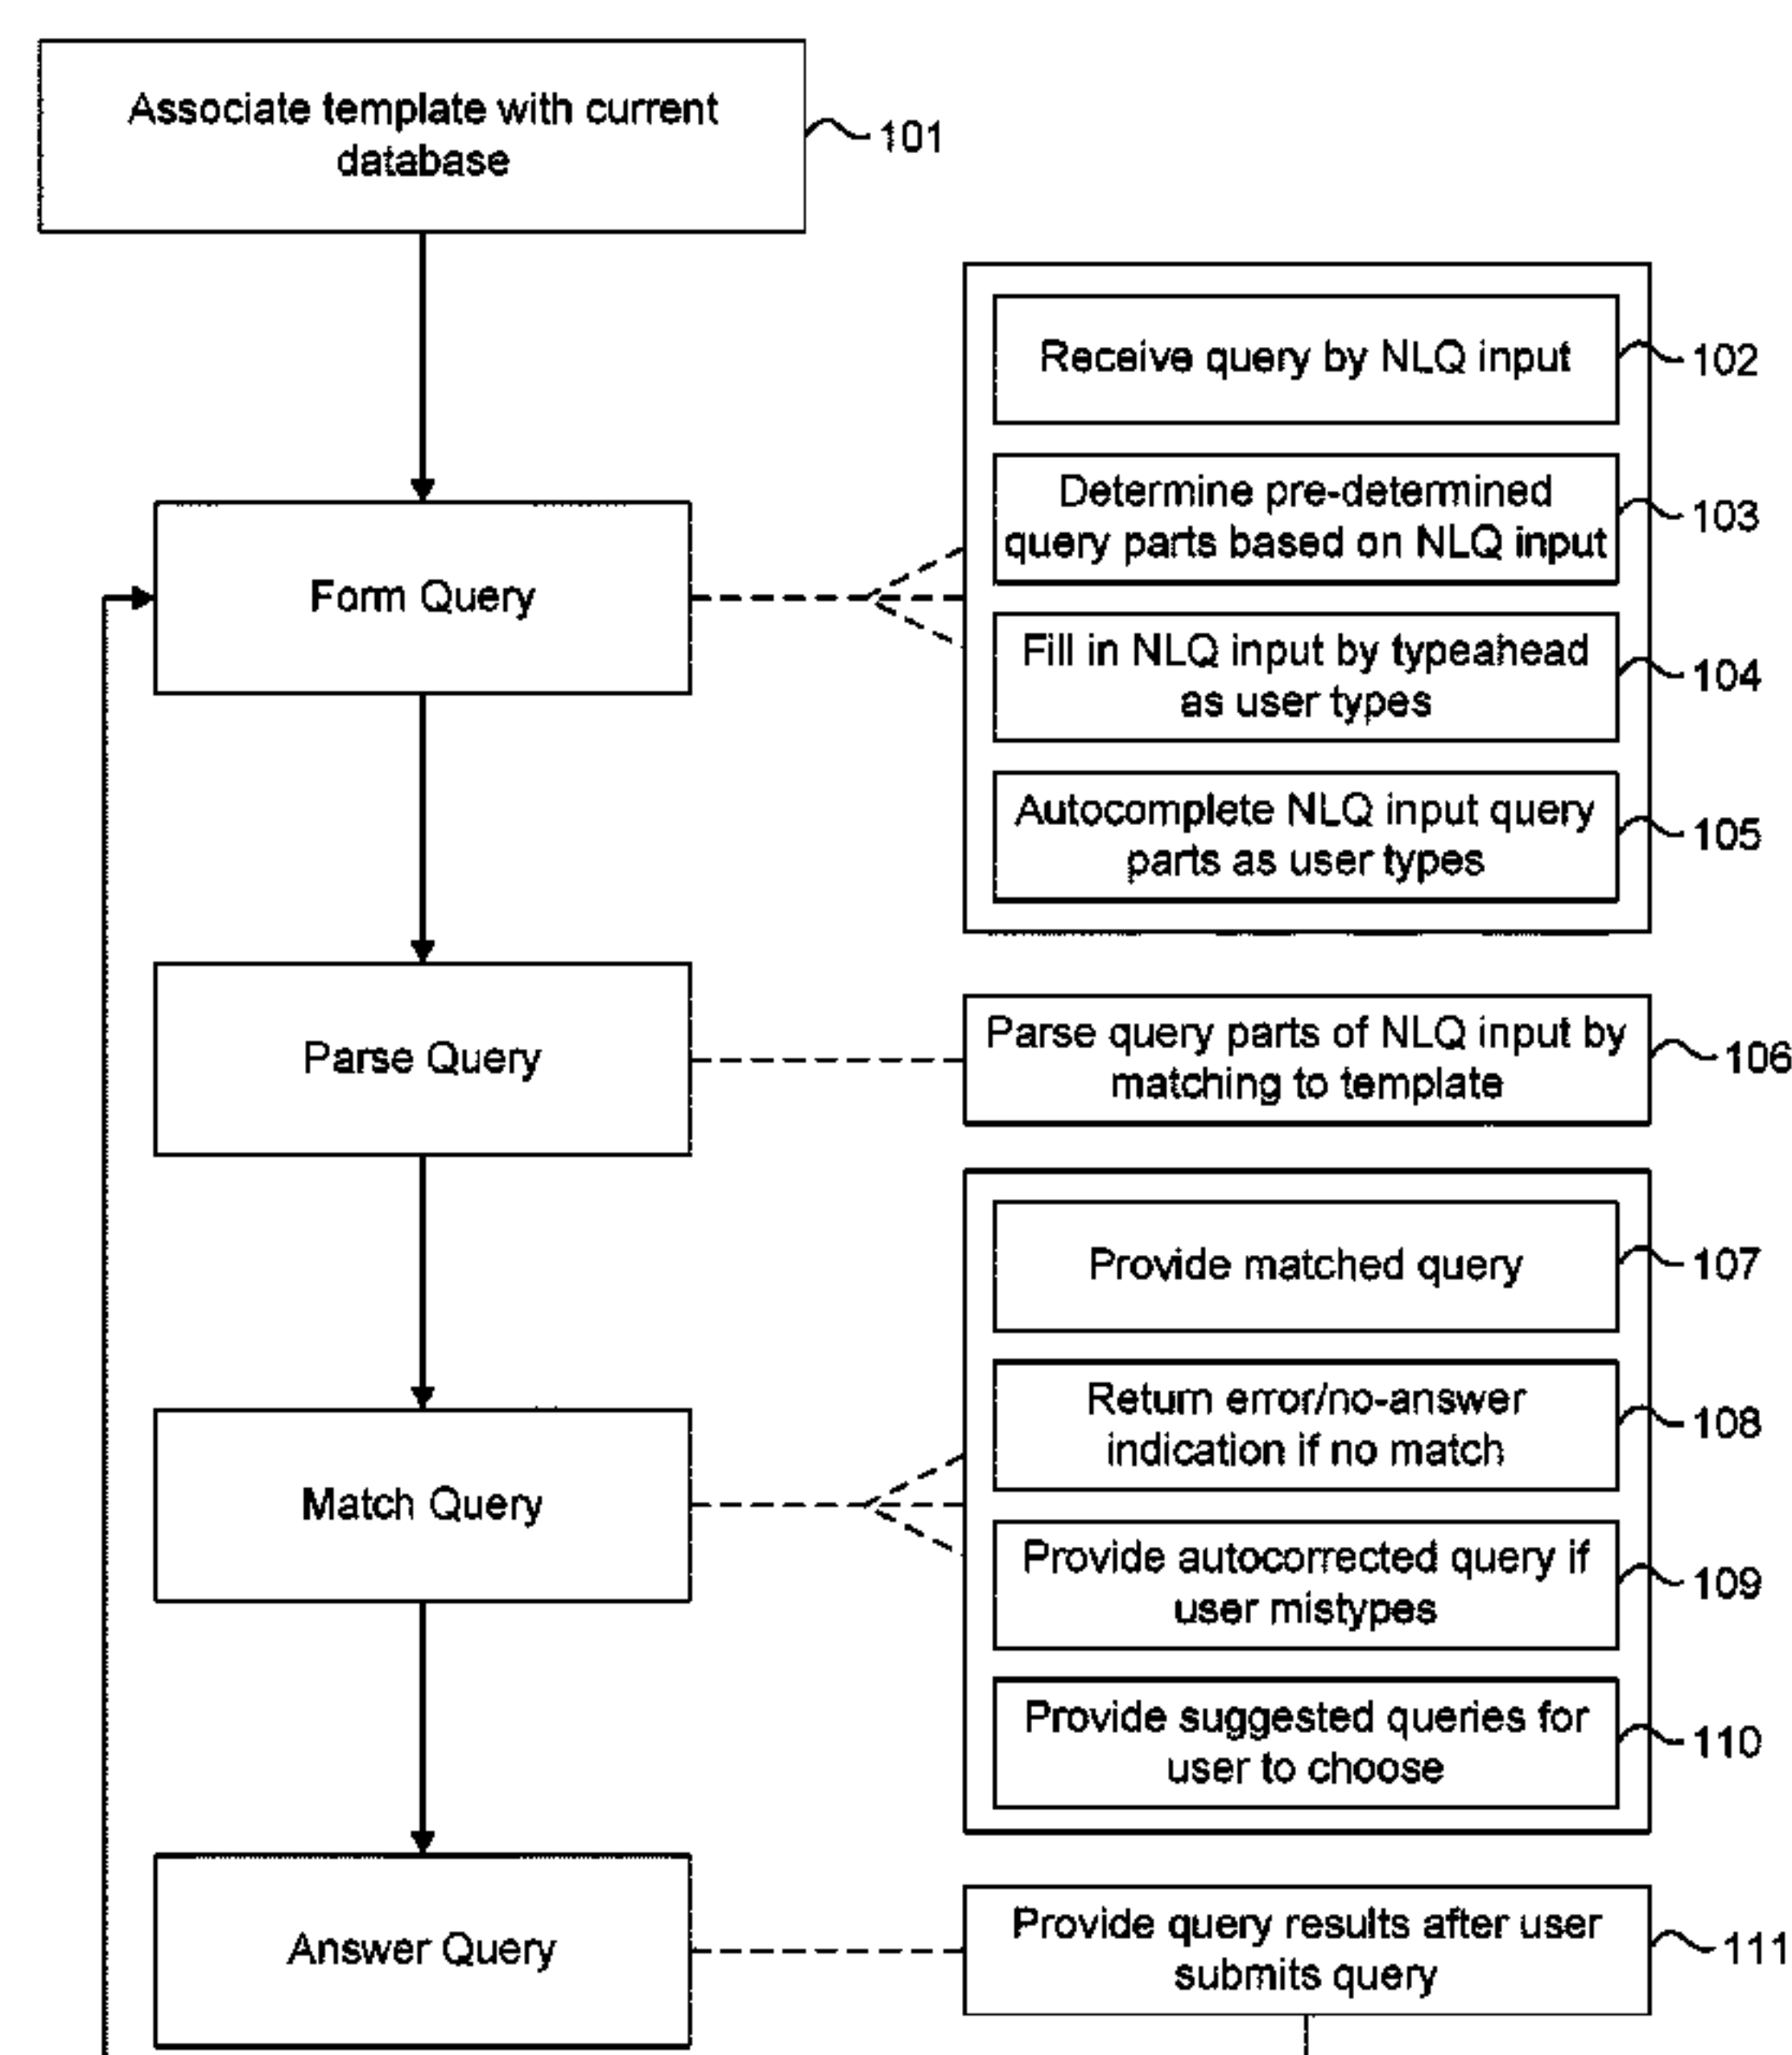 Associate template with current
database
101
Receive query by NLQ input
102
Determine pre-determined
query parts based on NLQ input
103
Form Query
Fill in NLQ input by typeahead
as user types
104
Autocomplete NLQ input query
parts as user types
105
Parse Query
Parse query parts of NLQ input by
matching to template
106
Provide matched query
107
Return error/no-answer
indication if no match
108
Match Query
Provide autocorrected query if
user mistypes
109
Provide suggested queries for
user to choose
110
Answer Query
Provide query results after user
submits query
111